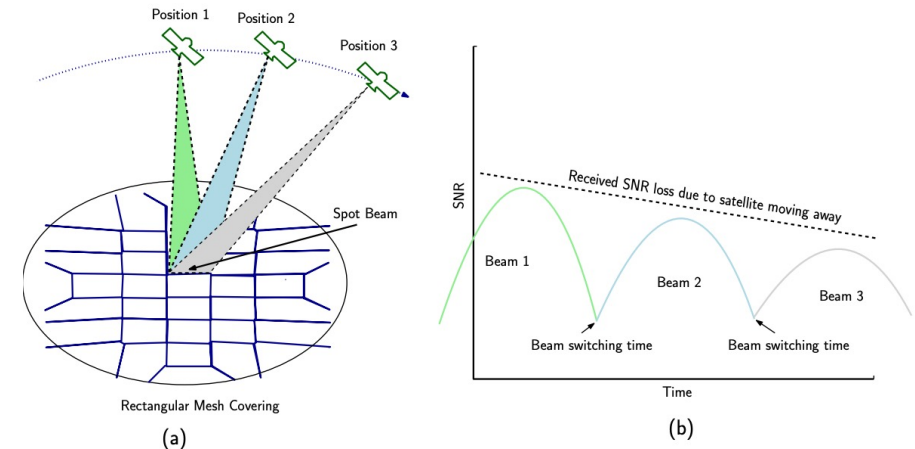 Position 1
Position 2
Position 3
Spot Beam
Rectangular Mesh Covering
(a)
SNR
Received SNR loss due to satellite moving away
Beam 1
Beam 2
Beam 3
Beam switching time
Beam switching time
Time
(b)